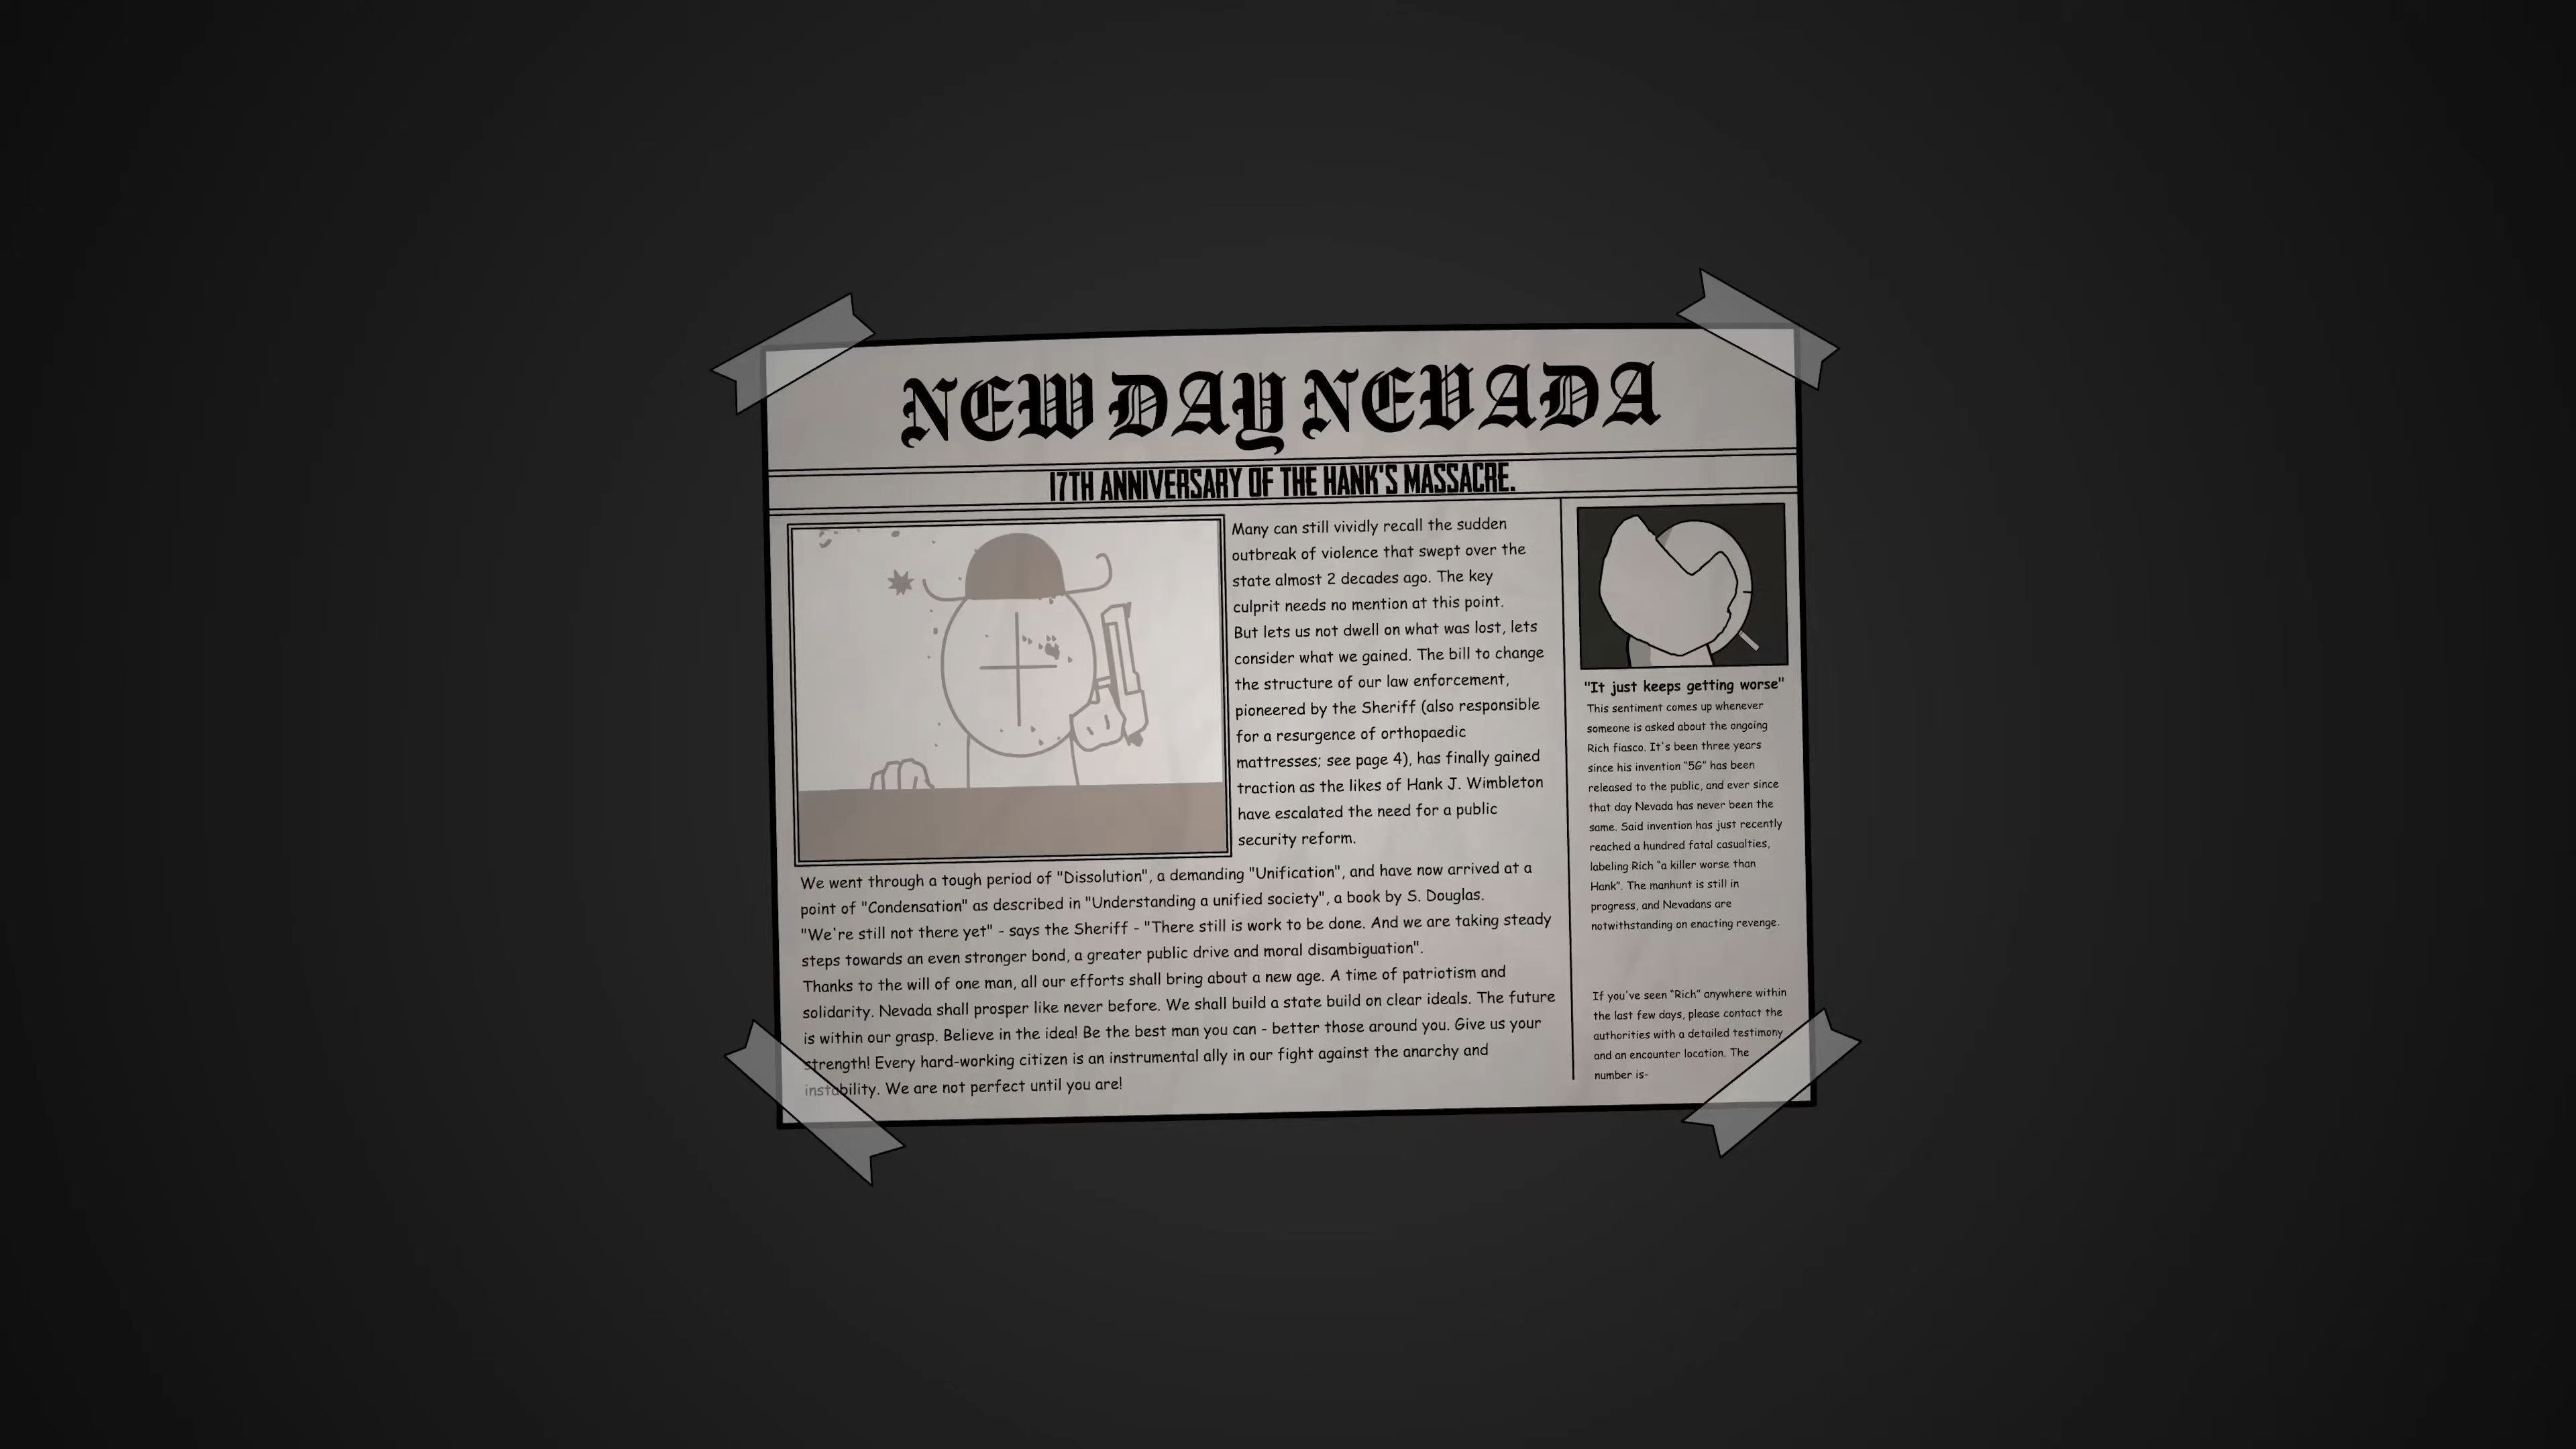 NEW DAY NEVADA
17TH ANNIVERSARY OF THE HANK'S MASSACRE.
Many can still vividly recall the sudden
outbreak of violence that swept over the
state almost 2 decades ago. The key
culprit needs no mention at this point.
But lets us not dwell on what was lost, lets
consider what we gained. The bill to change
the structure of our law enforcement,
pioneered by the Sheriff (also responsible
for a resurgence of orthopaedic
mattresses; see page 4), has finally gained
traction as the likes of Hank J. Wimbleton
have escalated the need for a public
security reform.
We went through a tough period of "Dissolution", a demanding "Unification", and have now arrived at a
point of "Condensation" as described in "Understanding a unified society", a book by S. Douglas.
"We're still not there yet" - says the Sheriff - "There still is work to be done. And we are taking steady
steps towards an even stronger bond, a greater public drive and moral disambiguation".
Thanks to the will of one man, all our efforts shall bring about a new age. A time of patriotism and
solidarity. Nevada shall prosper like never before. We shall build a state build on clear ideals. The future
is within our grasp. Believe in the idea! Be the best man you can - better those around you. Give us your
strength! Every hard-working citizen is an instrumental ally in our fight against the anarchy and
instability. We are not perfect until you are!
"It just keeps getting worse"
This sentiment comes up whenever
someone is asked about the ongoing
Rich fiasco. It's been three years
since his invention "5G" has been
released to the public, and ever since
that day Nevada has never been the
same. Said invention has just recently
reached a hundred fatal casualties,
labeling Rich "a killer worse than
Hank". The manhunt is still in
progress, and Nevadans are
notwithstanding on enacting revenge.
If you've seen "Rich" anywhere within
the last few days, please contact the
authorities with a detailed testimony
and an encounter location. The
number is-